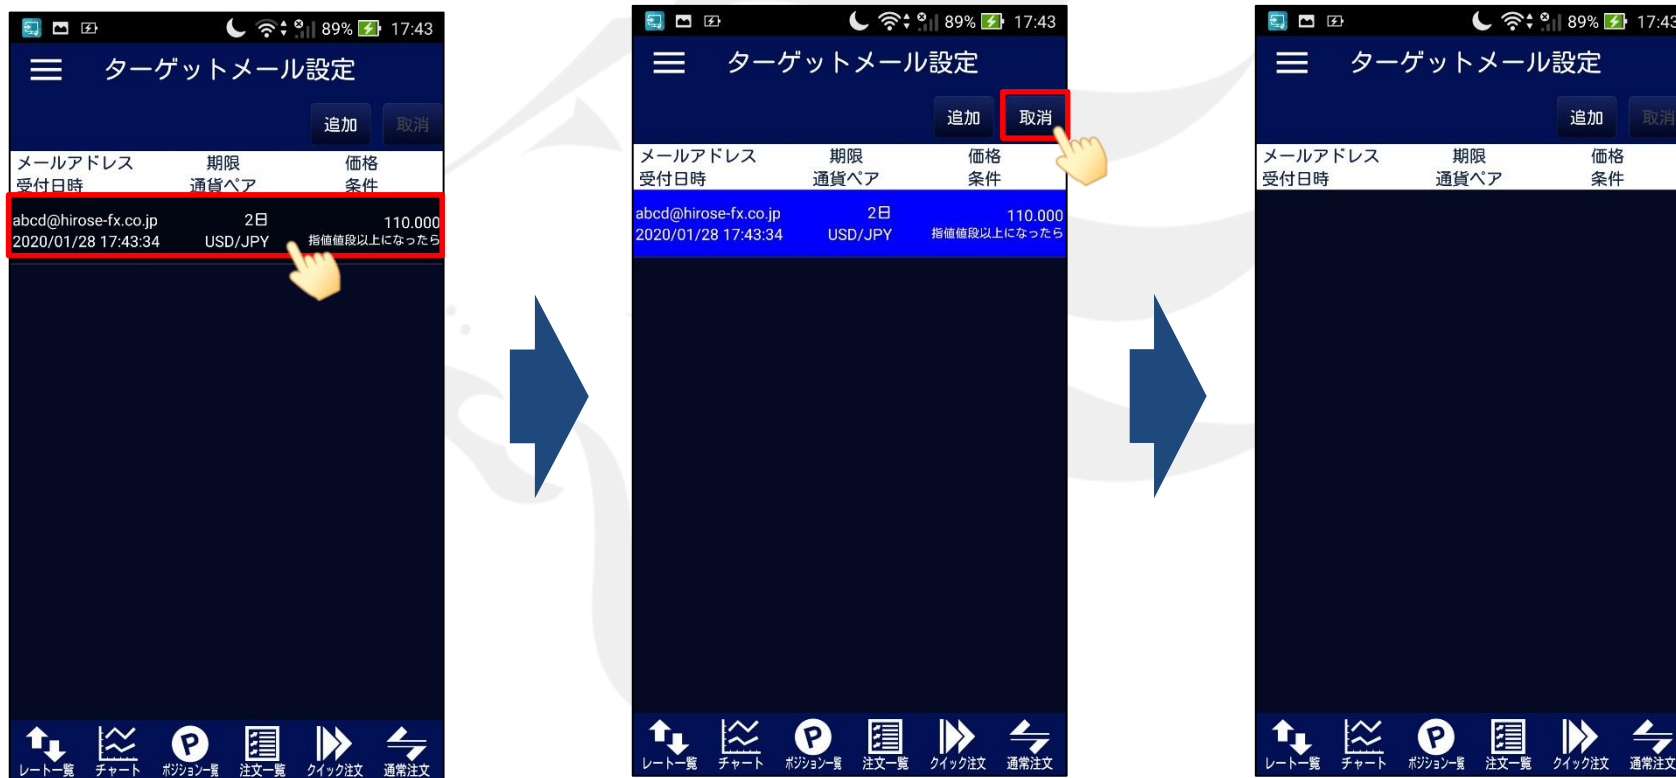 89% 17:43
ターゲットメール設定
追加 取消
メールアドレス 期限 価格
受付日時 通貨ペア 条件
abcd@hirose-fx.co.jp 2日 110.000
2020/01/28 17:43:34 USD/JPY 指値値段以上になったら
レート一覧 チャート ポジション一覧 注文一覧 クイック注文 通常注文
89% 17:43
ターゲットメール設定
追加 取消
メールアドレス 期限 価格
受付日時 通貨ペア 条件
abcd@hirose-fx.co.jp 2日 110.000
2020/01/28 17:43:34 USD/JPY 指値値段以上になったら
レート一覧 チャート ポジション一覧 注文一覧 クイック注文 通常注文
89% 17:43
ターゲットメール設定
追加 取消
メールアドレス 期限 価格
受付日時 通貨ペア 条件
レート一覧 チャート ポジション一覧 注文一覧 クイック注文 通常注文